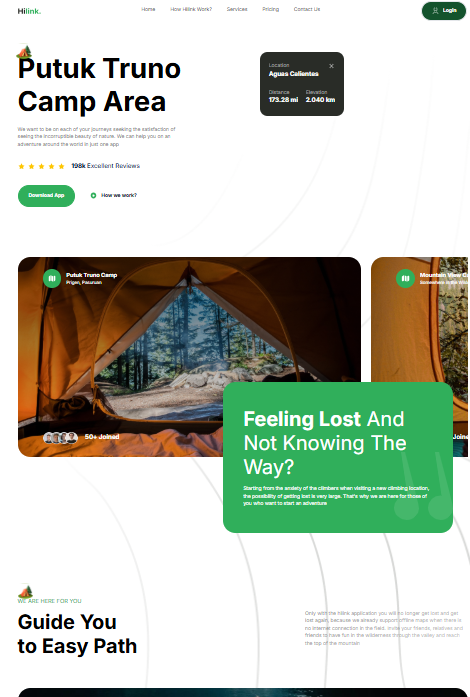 Hilink.
Home
How Hilink Work?
Services
Pricing
Contact Us
Login
Putuk Truno
Camp Area
We want to be on each of your journeys seeking the satisfaction of
seeing the incorruptible beauty of nature. We can help you on an
adventure around the world in just one app
198k Excellent Reviews
Download App
How we work?
Location
Aguas Calientes
Distance
Elevation
173.28 mi
2.040 km
Putuk Truno Camp
Prigen, Pasuruan
50+ Joined
Mountain View C
Somewhere in the
Joine
Feeling Lost And
Not Knowing The
Way?
Starting from the anxiety of the climbers when visiting a new climbing location,
the possibility of getting lost is very large. That's why we are here for those of
you who want to start an adventure
WE ARE HERE FOR YOU
Guide You
to Easy Path
Only with the hilink application you will no longer get lost and get
lost again, because we already support offline maps when there is
no internet connection in the field. Invite your friends, relatives and
friends to have fun in the wilderness through the valley and reach
the top of the mountain